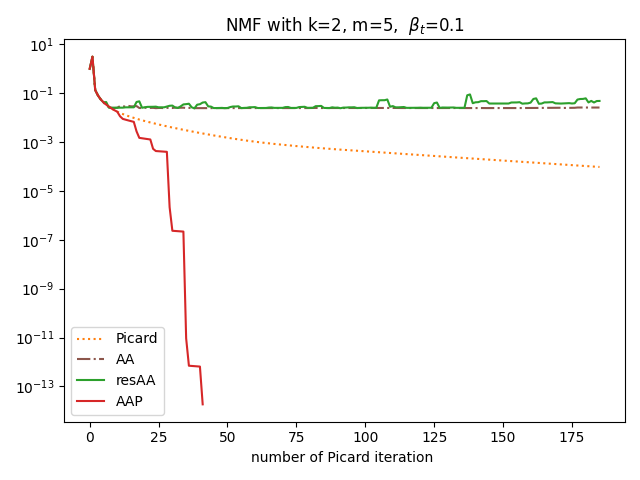 NMF with k=2, m=5, β_t=0.1
10^1
10^-1
10^-3
10^-5
10^-7
10^-9
10^-11
10^-13
Picard
AA
resAA
AAP
0 25 50 75 100 125 150 175
number of Picard iteration